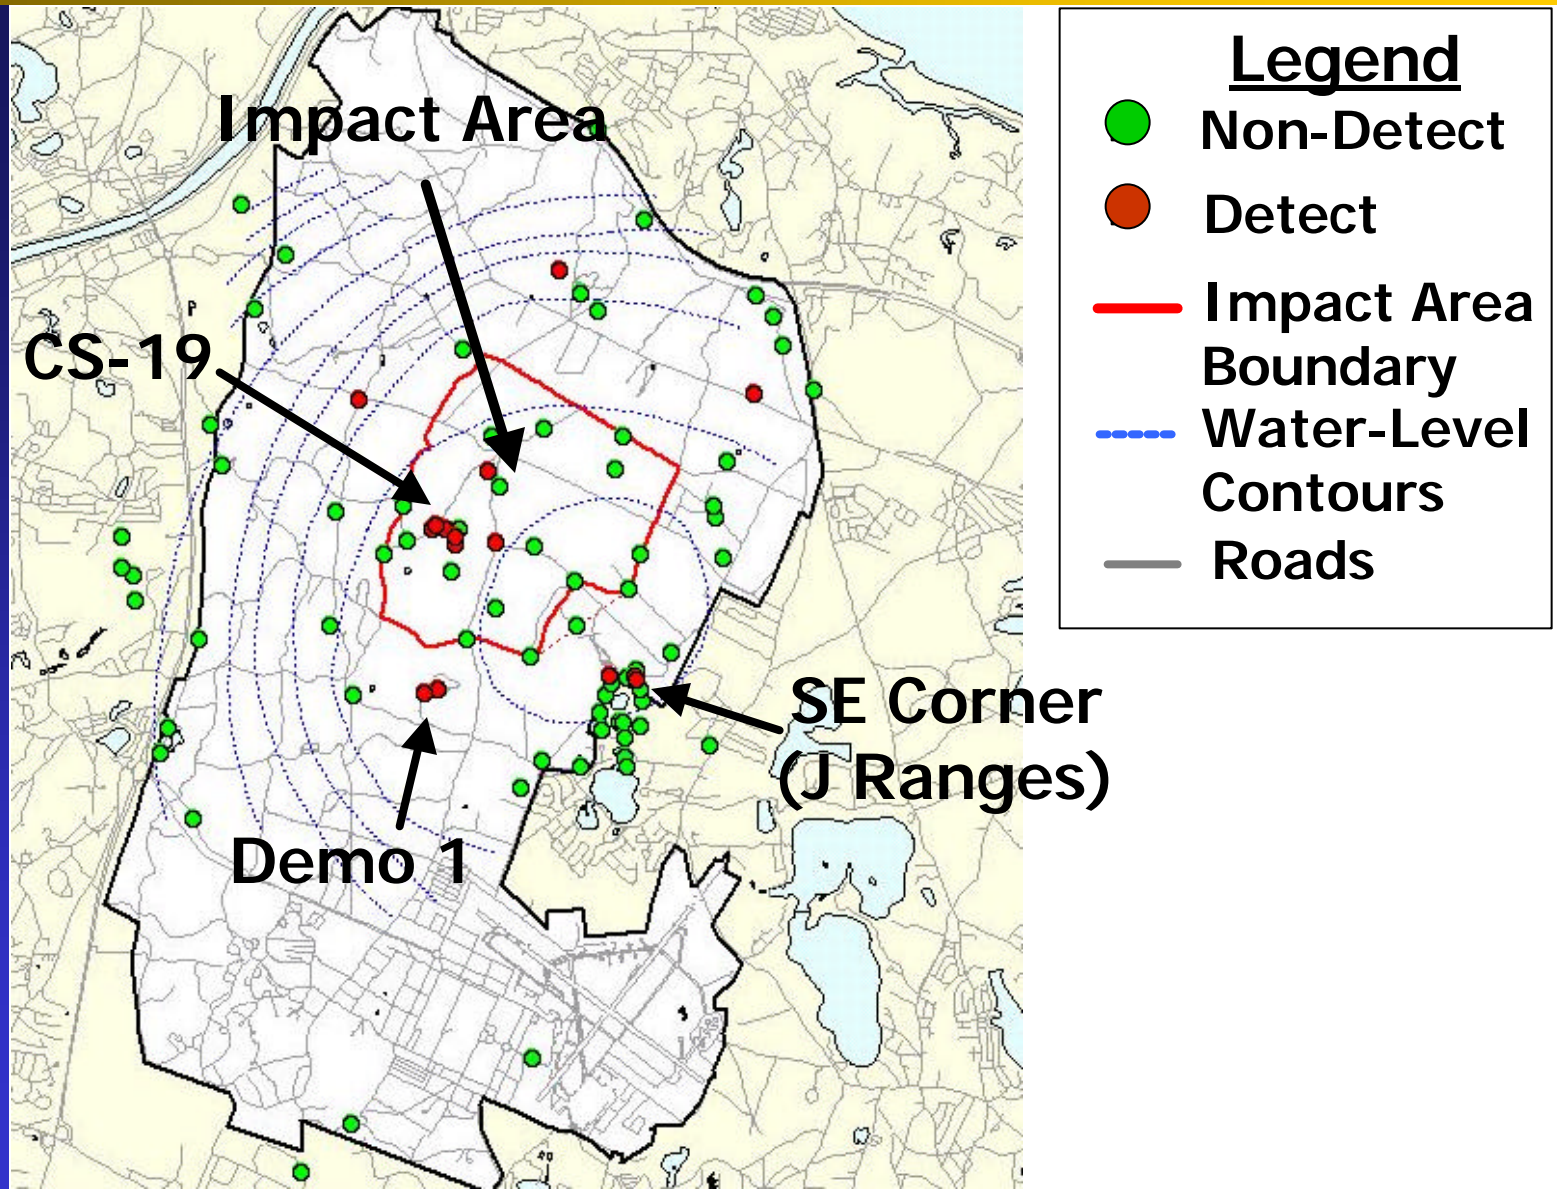 Impact Area
CS-19
SE Corner
(J Ranges)
Demo 1
Legend
Non-Detect
Detect
Impact Area
Boundary
Water-Level
Contours
Roads